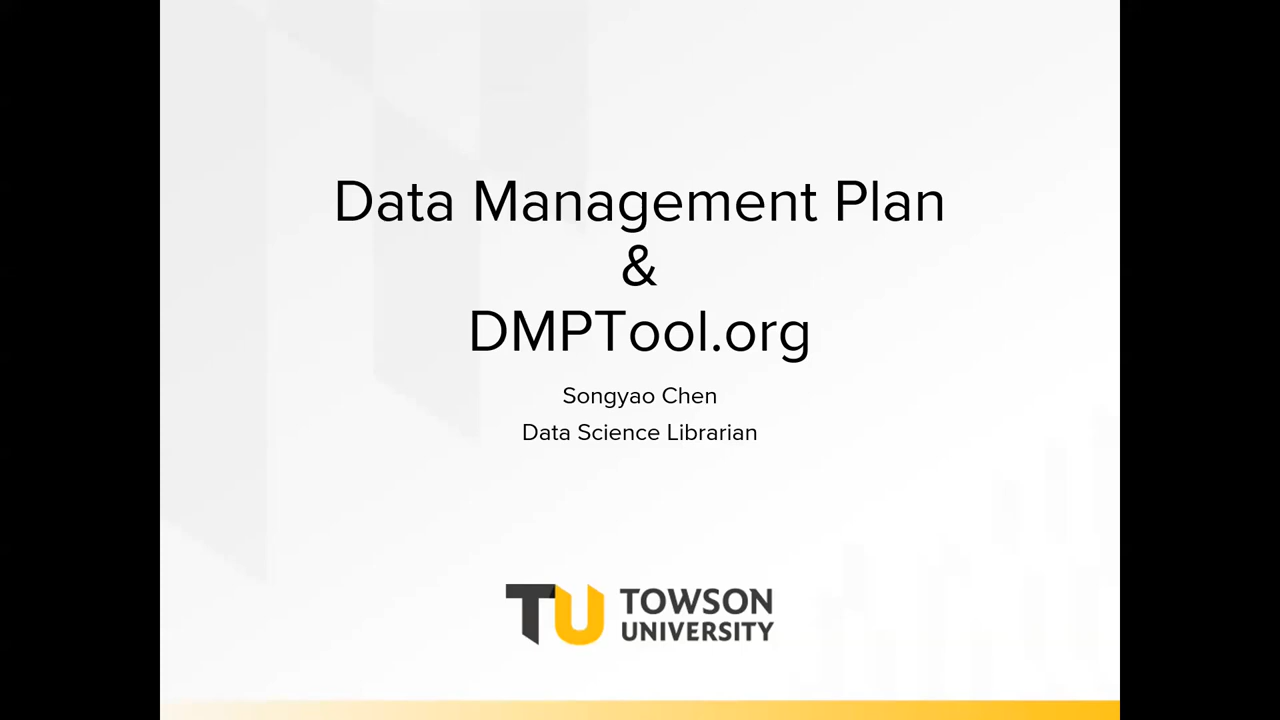 Data Management Plan
&
DMPTool.org
Songyao Chen
Data Science Librarian
TU TOWSON
UNIVERSITY